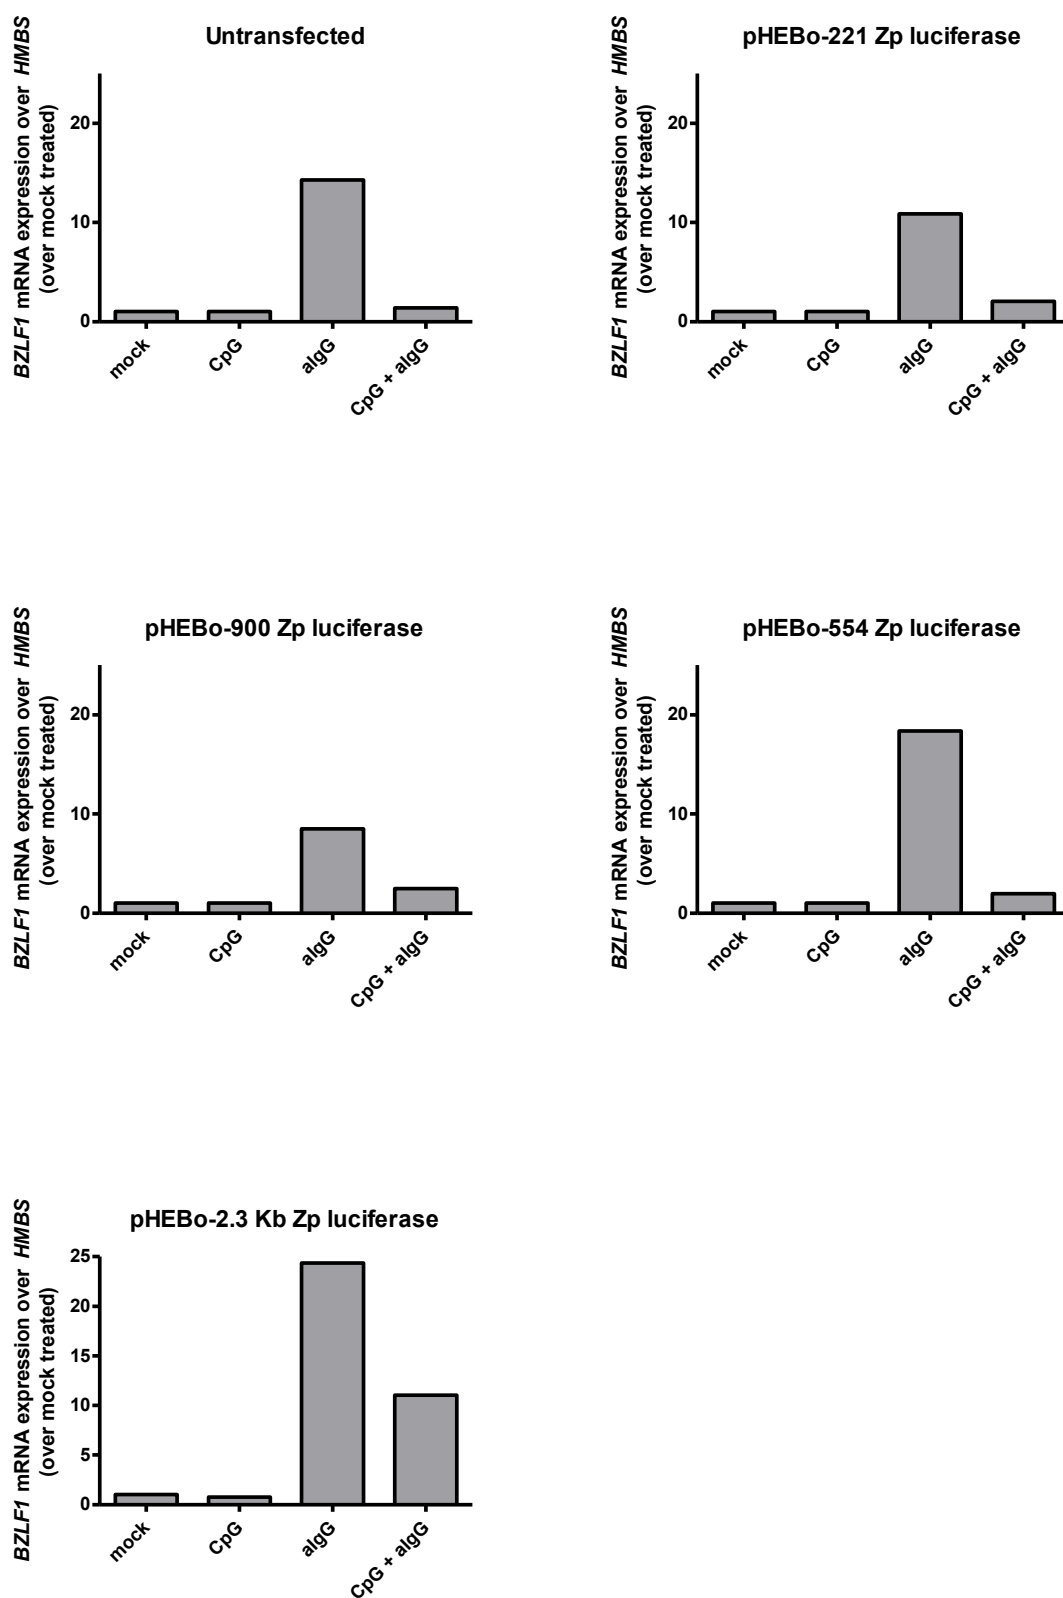 Untransfected
BZLF1 mRNA expression over HMBS
(over mock treated)
20
10
0
mock
CpG
aIgG
CpG + aIgG
pHEBo-221 Zp luciferase
BZLF1 mRNA expression over HMBS
(over mock treated)
20
10
0
mock
CpG
aIgG
CpG + aIgG
pHEBo-900 Zp luciferase
BZLF1 mRNA expression over HMBS
(over mock treated)
20
10
0
mock
CpG
aIgG
CpG + aIgG
pHEBo-554 Zp luciferase
BZLF1 mRNA expression over HMBS
(over mock treated)
20
10
0
mock
CpG
aIgG
CpG + aIgG
pHEBo-2.3 Kb Zp luciferase
BZLF1 mRNA expression over HMBS
(over mock treated)
25
20
15
10
5
0
mock
CpG
aIgG
CpG + aIgG